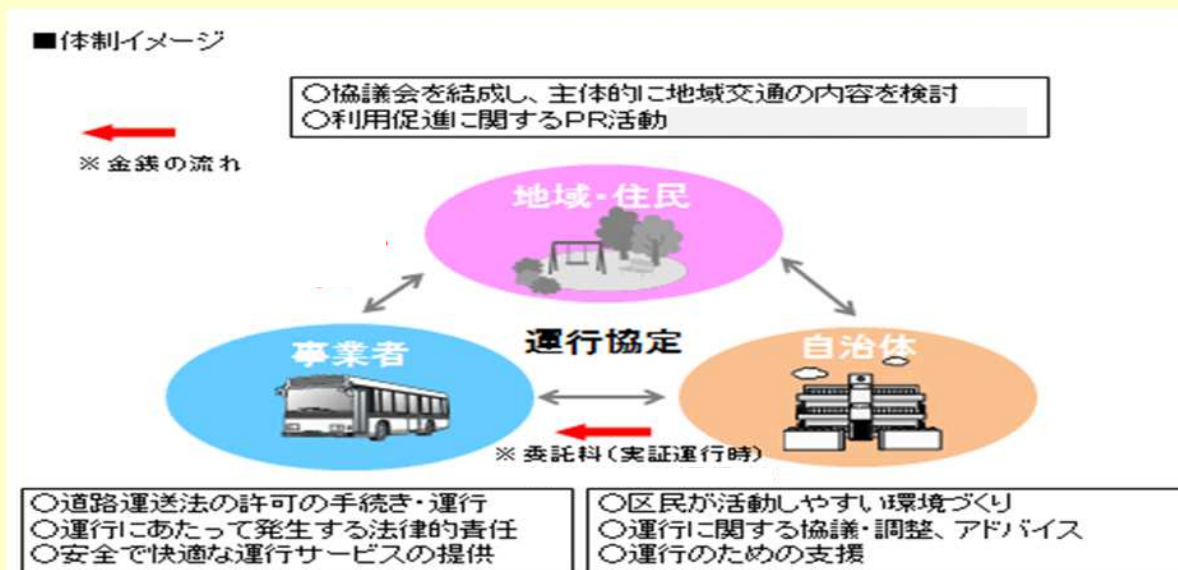 ■体制イメージ
○協議会を結成し、主体的に地域交通の内容を検討
○利用促進に関するPR活動
※金銭の流れ
地域・住民
事業者
運行協定
自治体
※委託料(実証運行時)
○道路運送法の許可の手続き・運行
○運行にあたって発生する法律的責任
○安全で快適な運行サービスの提供
○区民が活動しやすい環境づくり
○運行に関する協議・調整、アドバイス
○運行のための支援